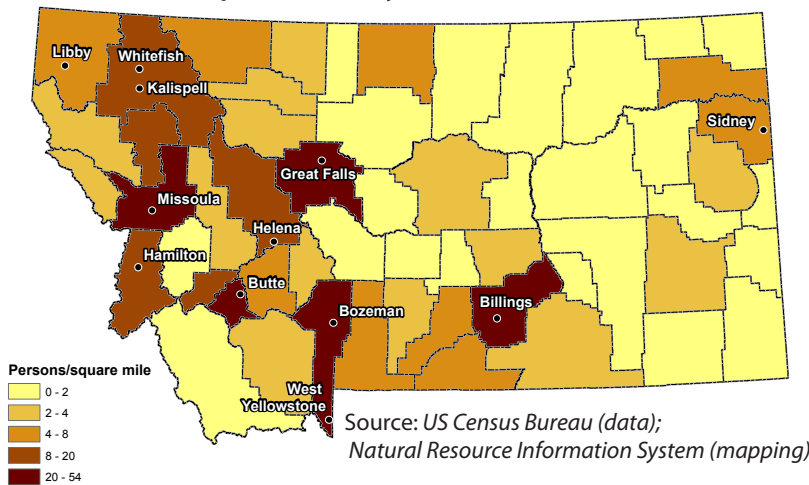 Libby
Whitefish
Kalispell
Sidney
Great Falls
Missoula
Helena
Hamilton
Butte
Billings
Bozeman
West
Yellowstone
Persons/square mile
0 - 2
2 - 4
4 - 8
8 - 20
20 - 54
Source: US Census Bureau (data);
Natural Resource Information System (mapping)